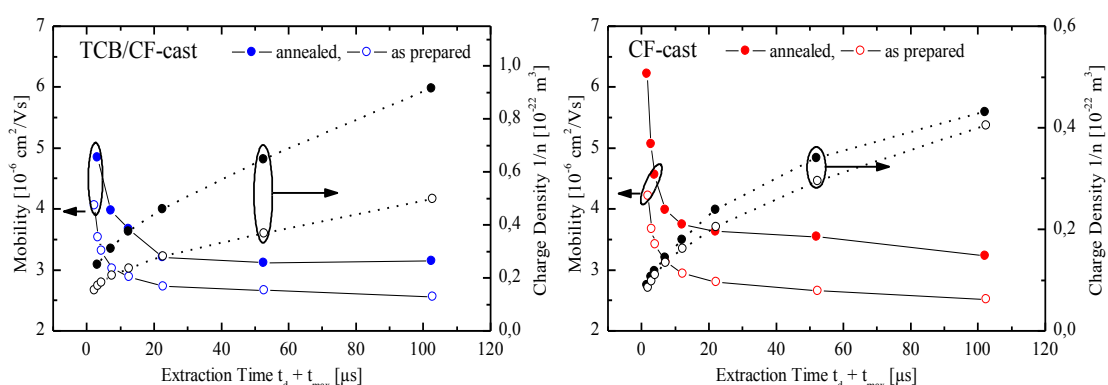 TCB/CF-cast
annealed, as prepared
7
6
5
4
3
2
Mobility [10⁻⁶ cm²/Vs]
0 20 40 60 80 100 120
Extraction Time t_d + t_max [µs]
1,0
0,8
0,6
0,4
0,2
0,0
Charge Density 1/n [10⁻²² m³]
CF-cast
annealed, as prepared
7
6
5
4
3
2
Mobility [10⁻⁶ cm²/Vs]
0 20 40 60 80 100 120
Extraction Time t_d + t_max [µs]
0,6
0,4
0,2
0,0
Charge Density 1/n [10⁻²² m³]